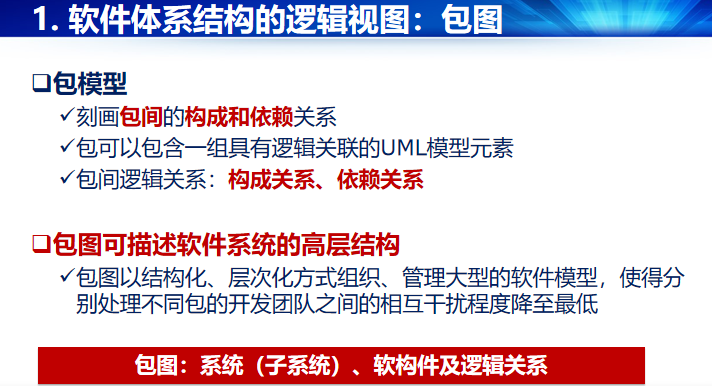 1. 软件体系结构的逻辑视图：包图
❑包模型
✓刻画包间的构成和依赖关系
✓包可以包含一组具有逻辑关联的UML模型元素
✓包间逻辑关系：构成关系、依赖关系
❑包图可描述软件系统的高层结构
✓包图以结构化、层次化方式组织、管理大型的软件模型，使得分
别处理不同包的开发团队之间的相互干扰程度降至最低
包图：系统（子系统）、软构件及逻辑关系